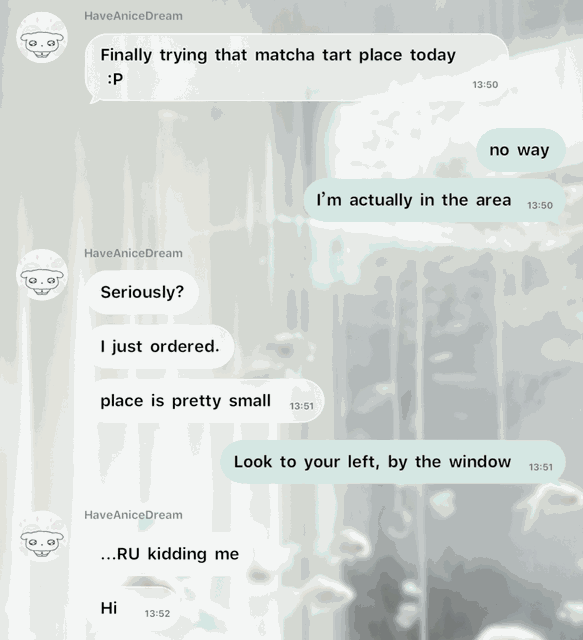 HaveAniceDream
Finally trying that matcha tart place today
:P
13:50
no way
I'm actually in the area 13:50
HaveAniceDream
Seriously?
I just ordered.
place is pretty small 13:51
Look to your left, by the window 13:51
HaveAniceDream
...RU kidding me
Hi 13:52